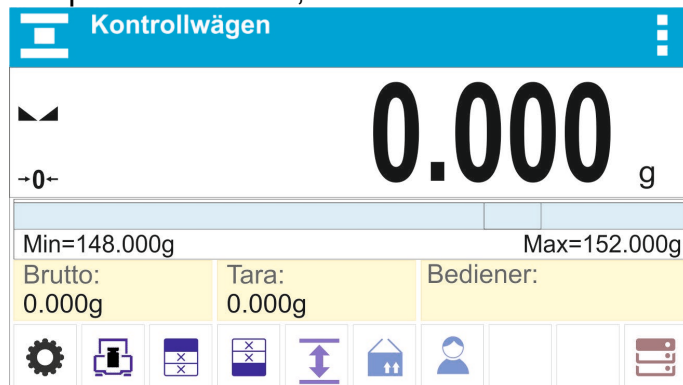 Kontrollwägen
0.000 g
→0←
Min=148.000g Max=152.000g
Brutto: Tara: Bediener:
0.000g 0.000g